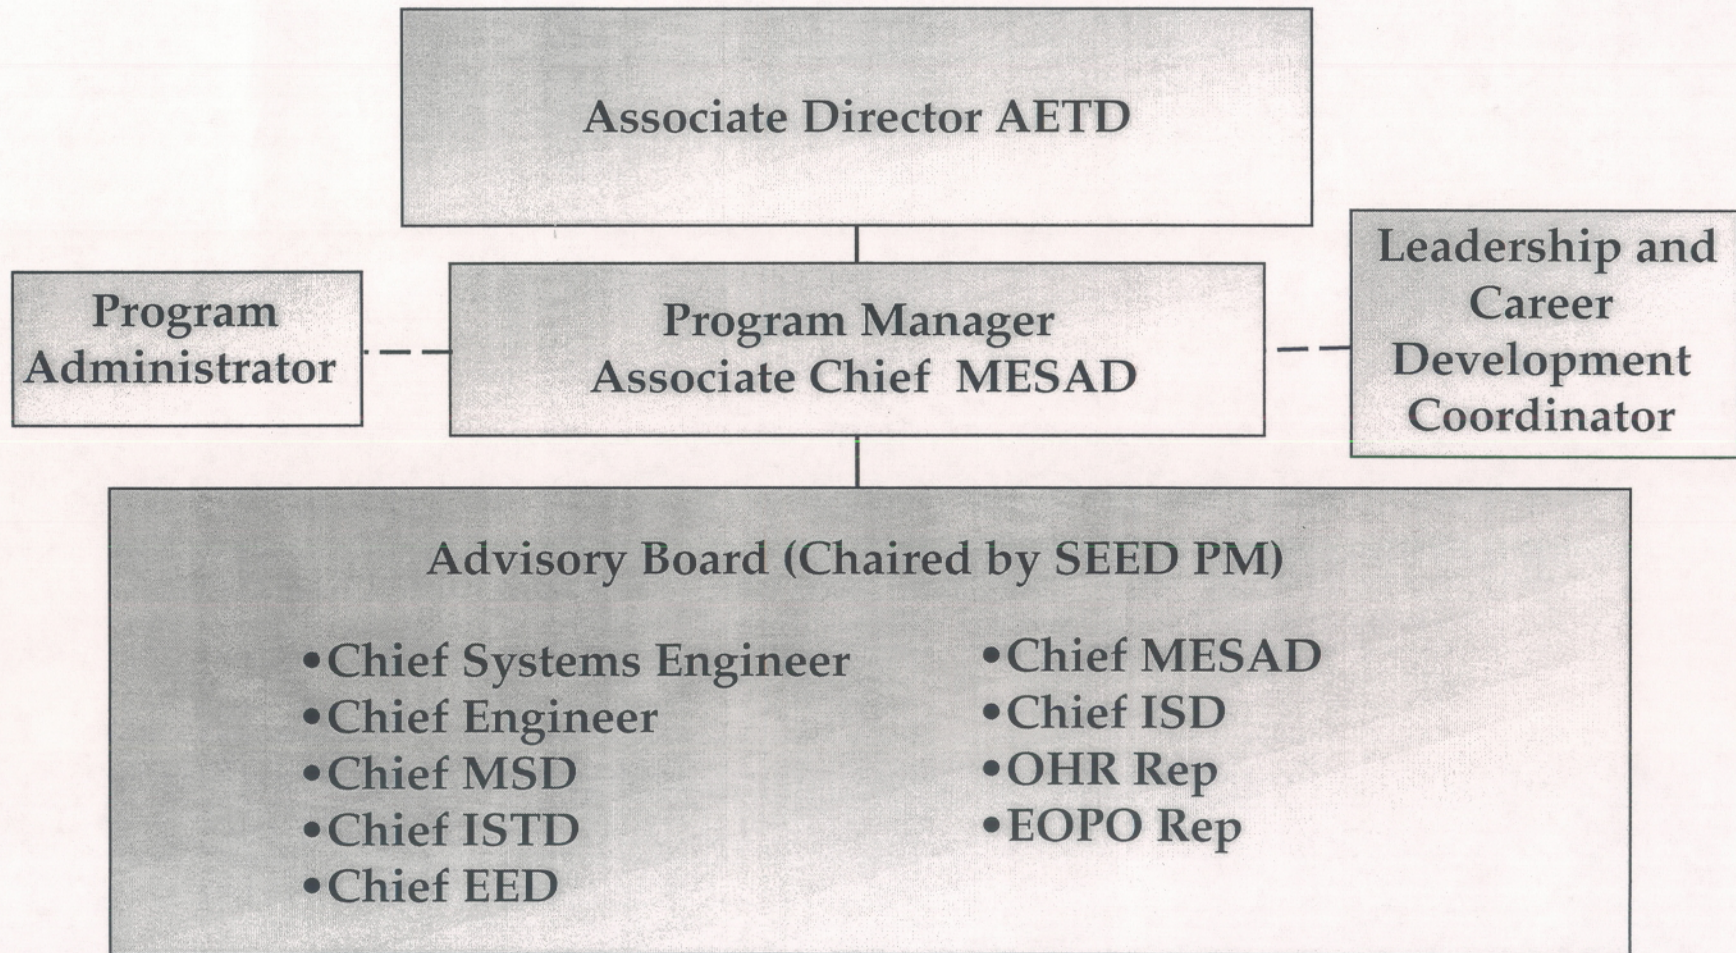 Associate Director AETD
Program
Administrator
Program Manager
Associate Chief MESAD
Leadership and
Career
Development
Coordinator
Advisory Board (Chaired by SEED PM)
•Chief Systems Engineer
•Chief Engineer
•Chief MSD
•Chief ISTD
•Chief EED
•Chief MESAD
•Chief ISD
•OHR Rep
•EOPO Rep